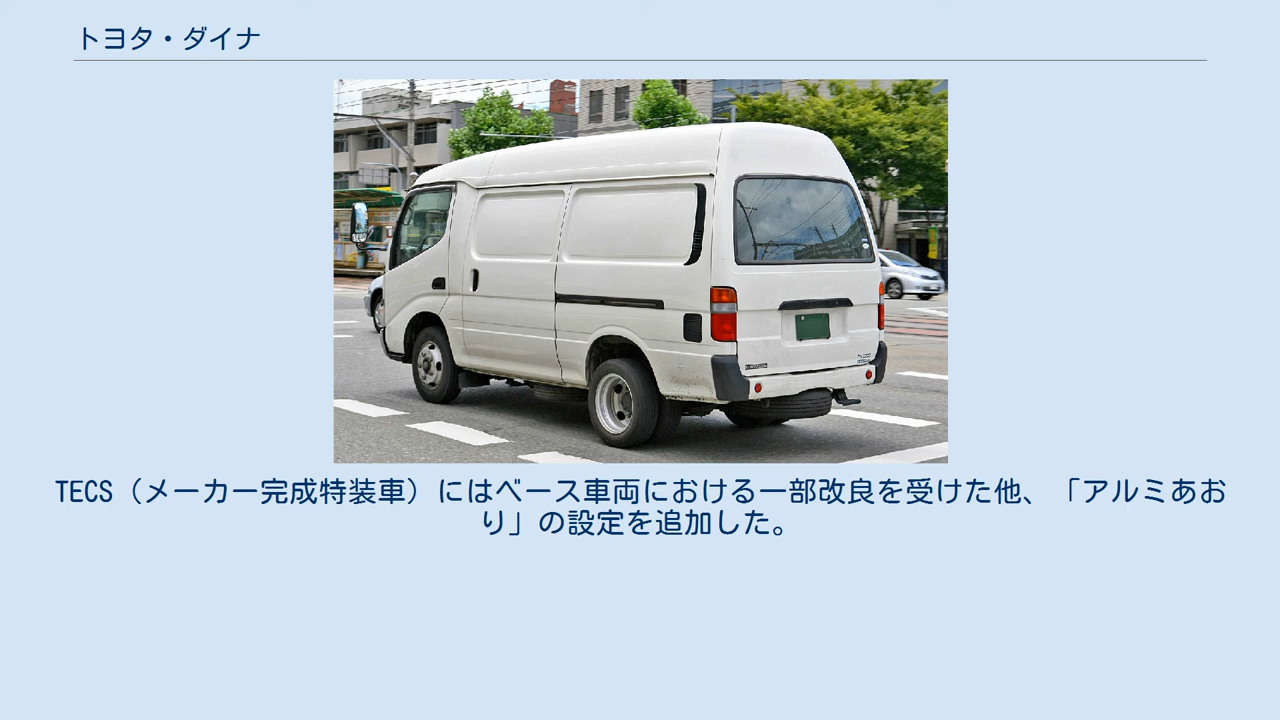 トヨタ・ダイナ
TECS（メーカー完成特装車）にはベース車両における一部改良を受けた他、「アルミあお
り」の設定を追加した。